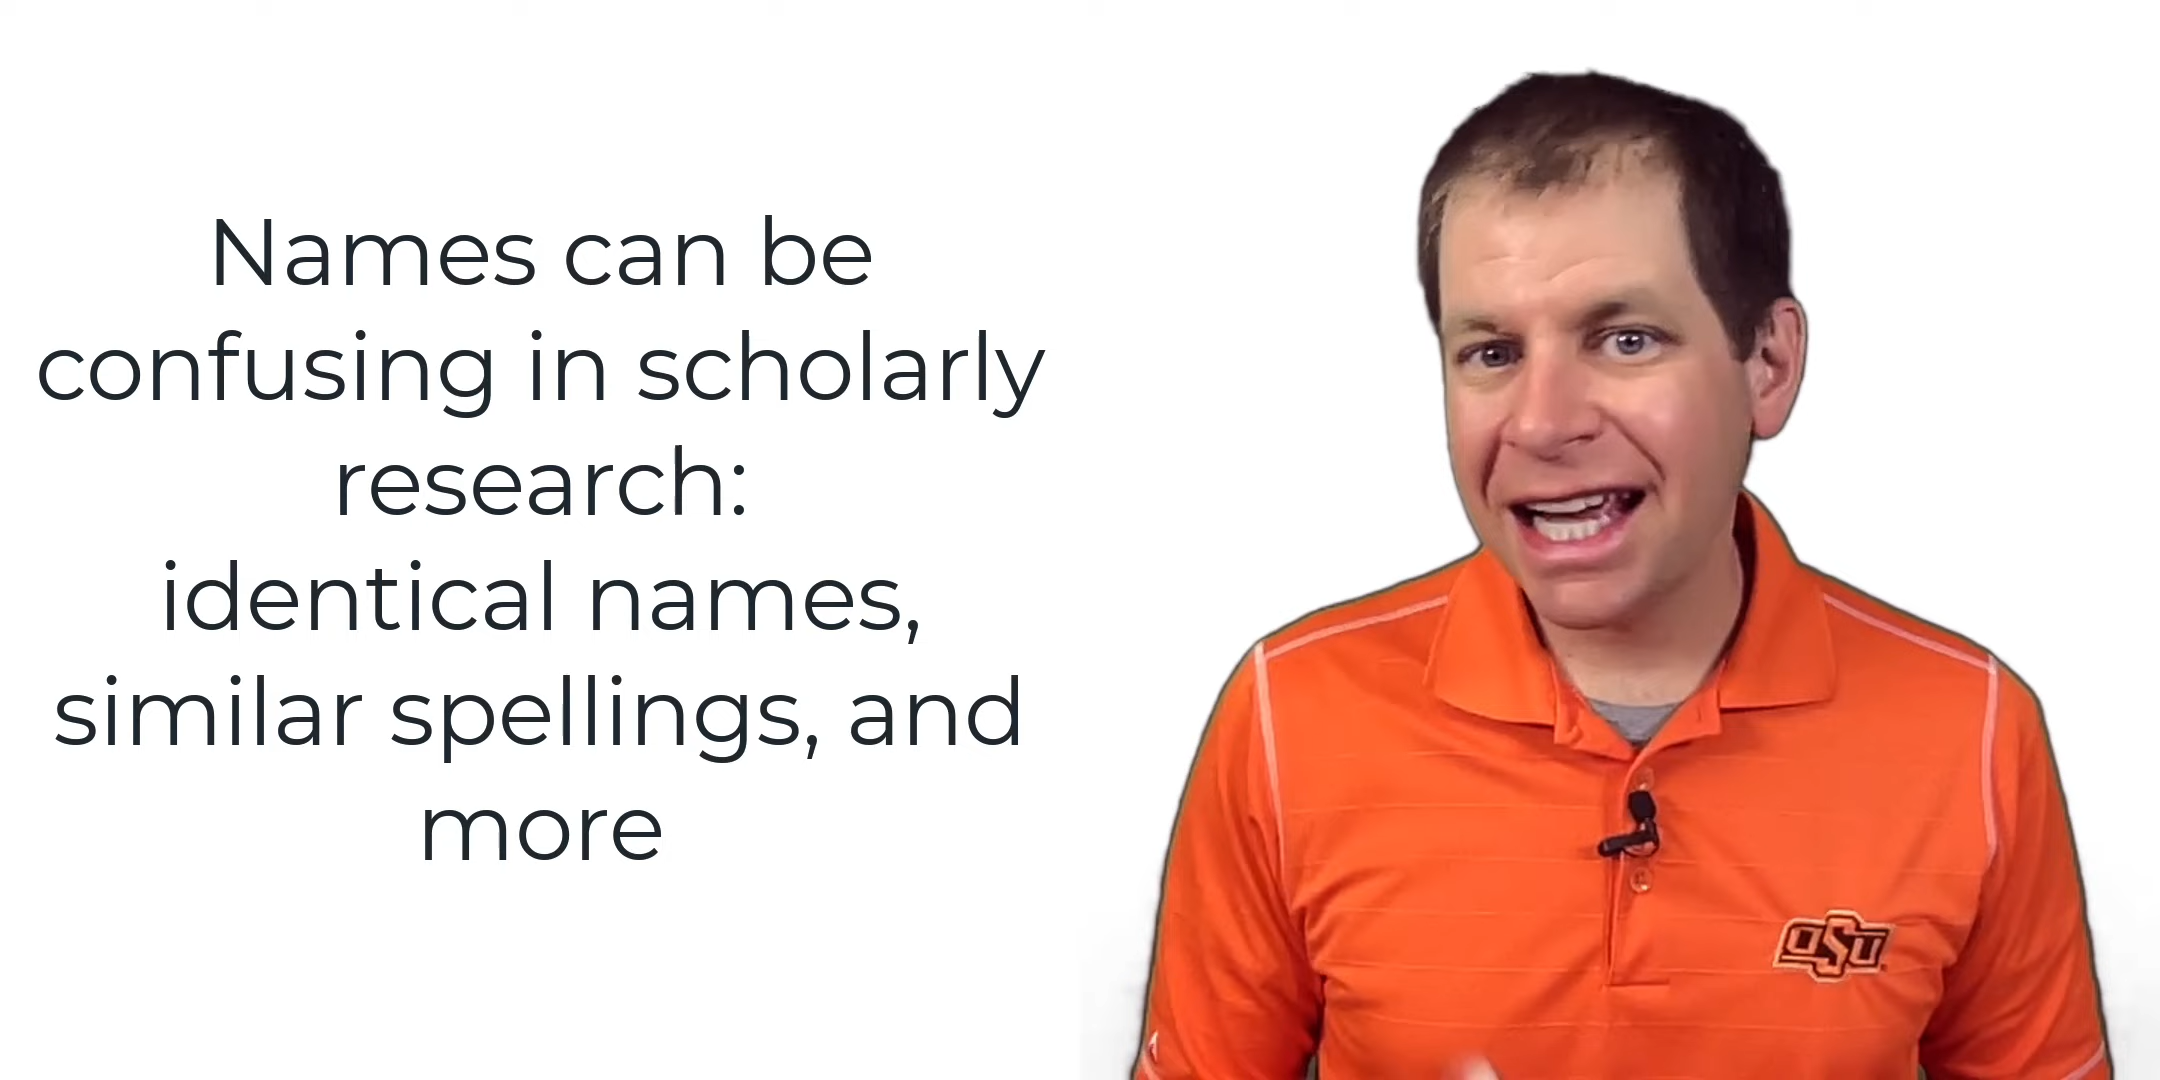 Names can be
confusing in scholarly
research:
identical names,
similar spellings, and
more
OSU